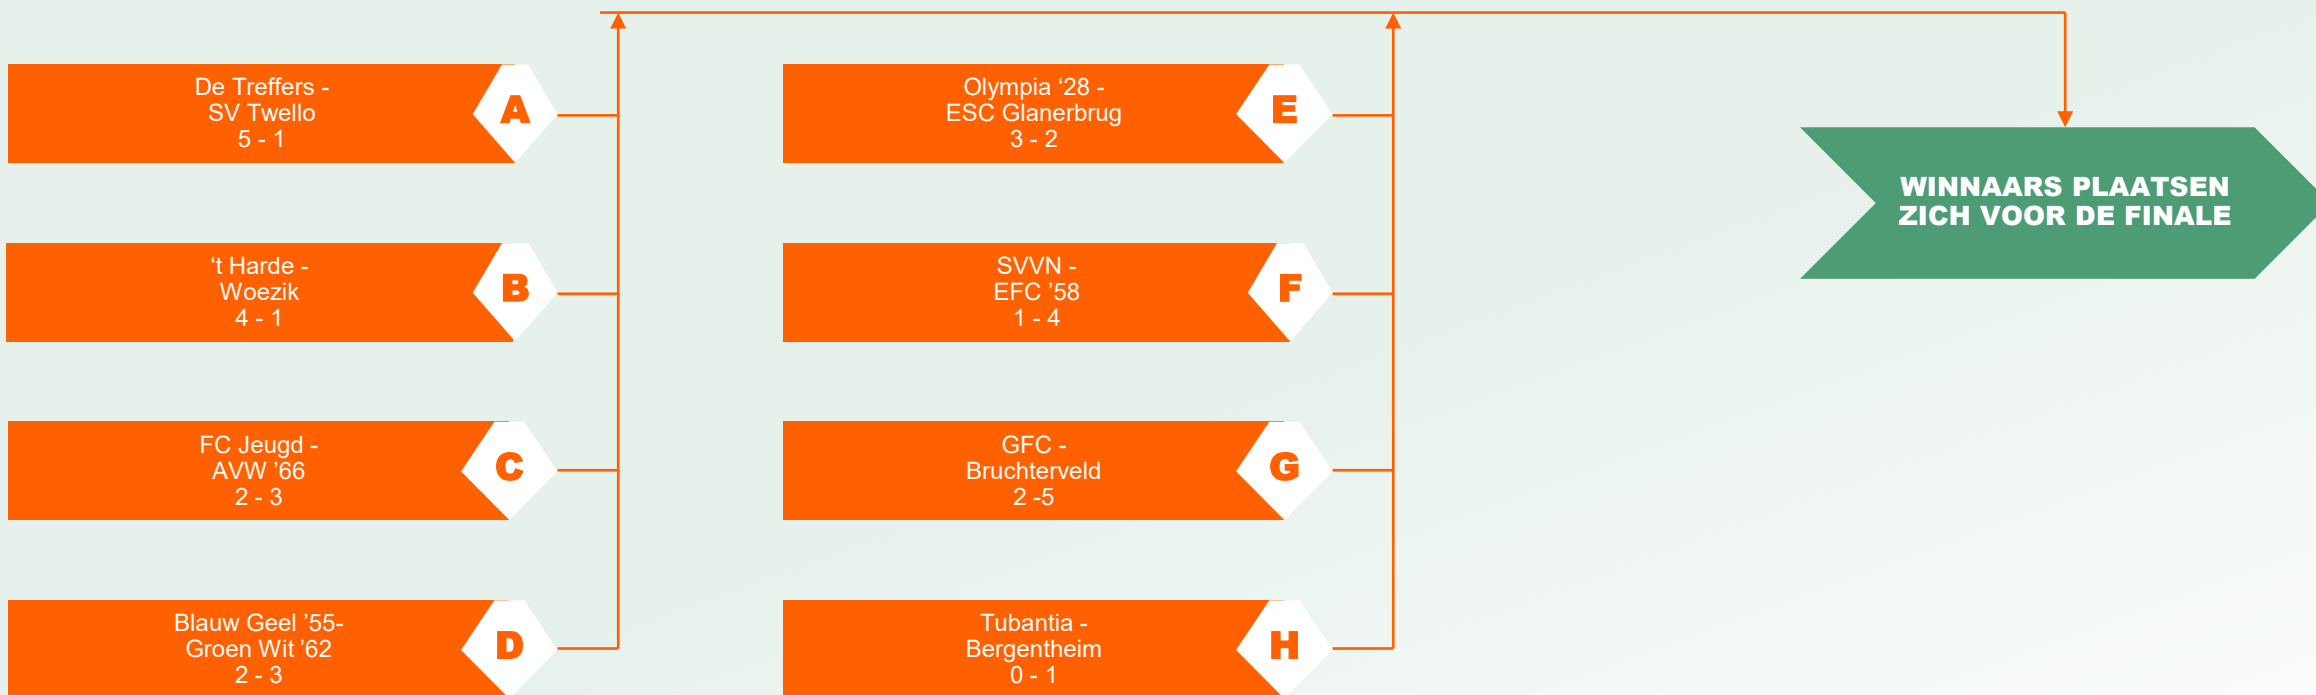 De Treffers -
SV Twello
5 - 1
A
‘t Harde -
Woezik
4 - 1
B
FC Jeugd -
AVW ’66
2 - 3
C
Blauw Geel ’55-
Groen Wit ’62
2 - 3
D
Olympia ‘28 -
ESC Glanerbrug
3 - 2
E
SVVN -
EFC ’58
1 - 4
F
GFC -
Bruchterveld
2 -5
G
Tubantia -
Bergentheim
0 - 1
H
WINNAARS PLAATSEN
ZICH VOOR DE FINALE